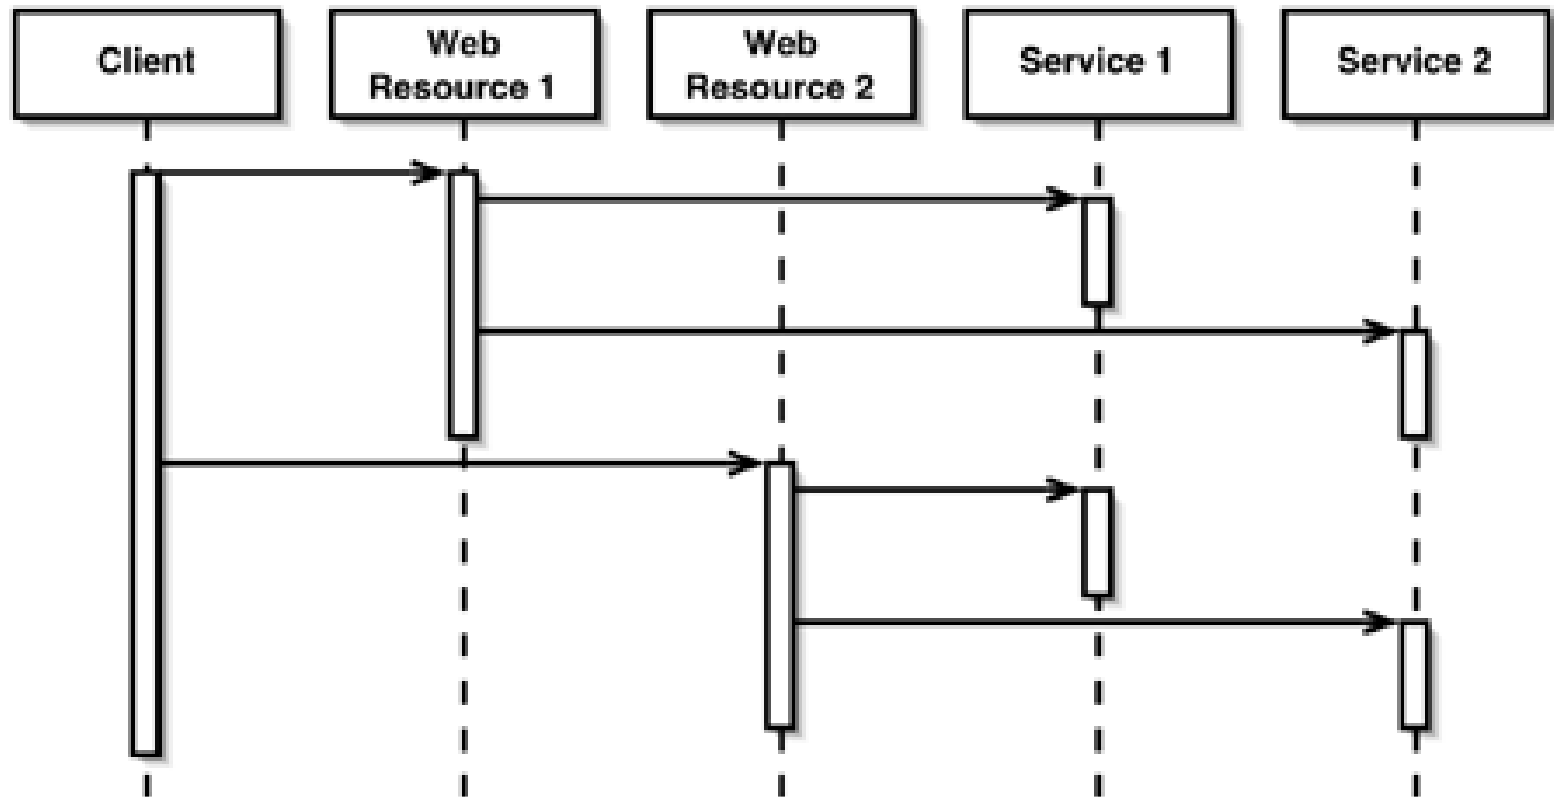 Client
Web
Resource 1
Web
Resource 2
Service 1
Service 2